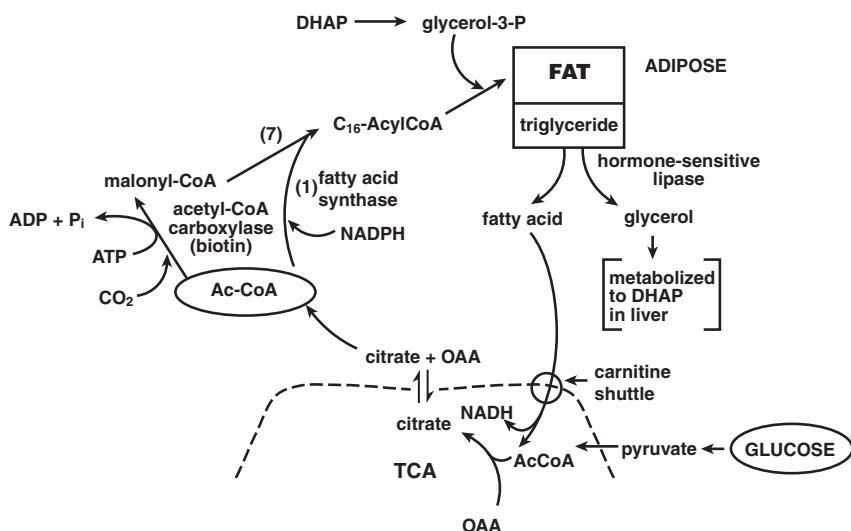 DHAP
glycerol-3-P
FAT
ADIPOSE
triglyceride
C₁₆-AcylCoA
(7)
hormone-sensitive
lipase
malonyl-CoA
(1)
fatty acid
synthase
acetyl-CoA
carboxylase
(biotin)
ADP + Pᵢ
ATP
NADPH
fatty acid
glycerol
CO₂
Ac-CoA
metabolized
to DHAP
in liver
citrate + OAA
carnitine
shuttle
NADH
citrate
AcCoA
pyruvate
GLUCOSE
TCA
OAA